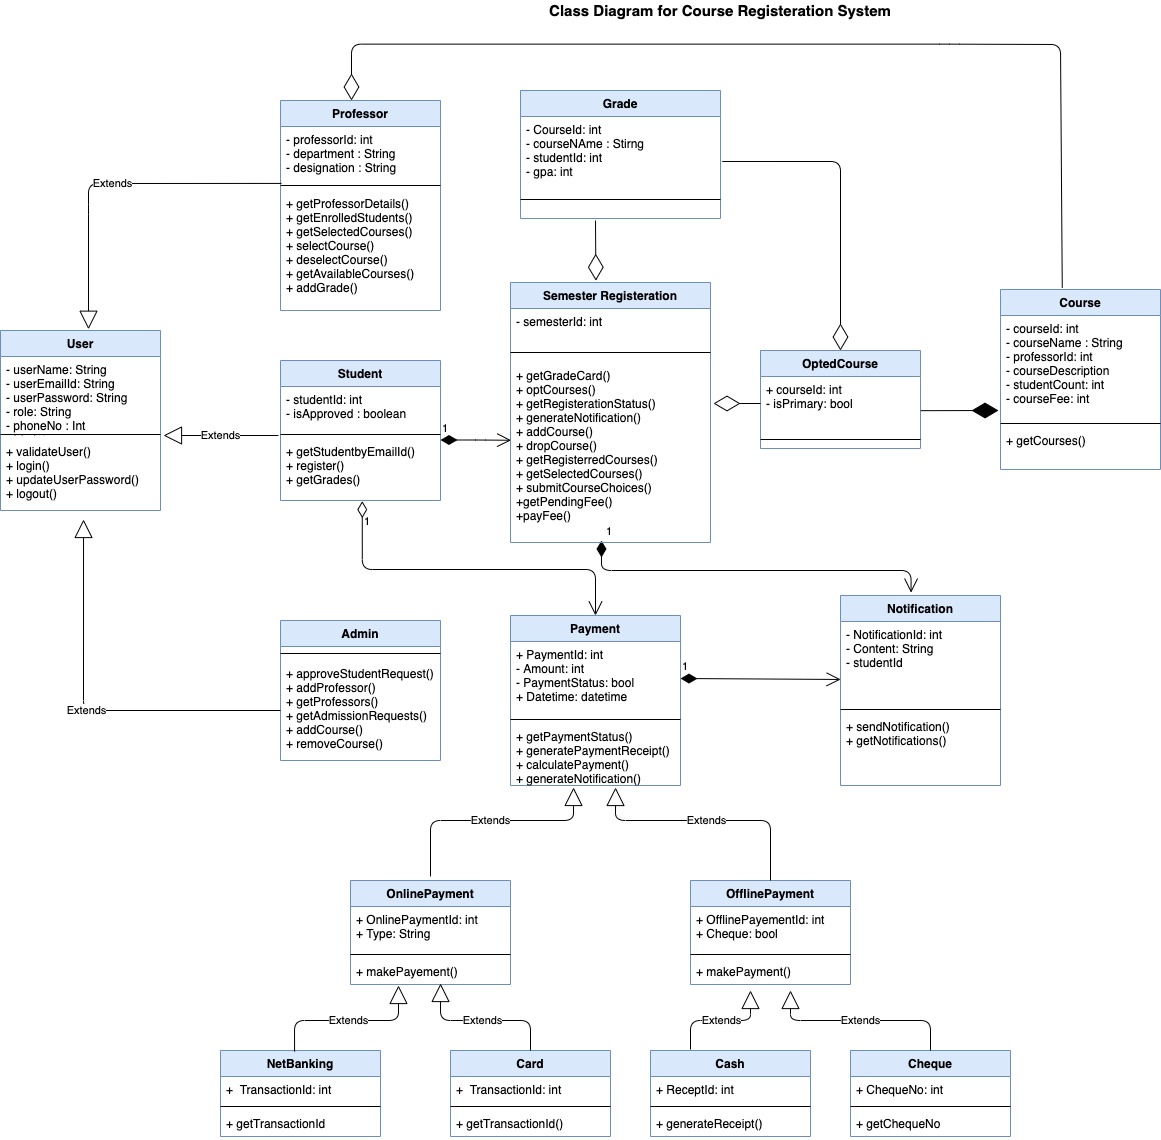 Class Diagram for Course Registeration System
Professor
- professorId: int
- department : String
- designation : String
+ getProfessorDetails()
+ getEnrolledStudents()
+ getSelectedCourses()
+ selectCourse()
+ deselectCourse()
+ getAvailableCourses()
+ addGrade()
Grade
- CourseId: int
- courseNAme : Stirng
- studentId: int
- gpa: int
Extends
User
- userName: String
- userEmailId: String
- userPassword: String
- role: String
- phoneNo : Int
+ validateUser()
+ login()
+ updateUserPassword()
+ logout()
Extends
Student
- studentId: int
- isApproved : boolean
+ getStudentbyEmailId()
+ register()
+ getGrades()
1
1
Semester Registeration
- semesterId: int
+ getGradeCard()
+ optCourses()
+ getRegisterationStatus()
+ generateNotification()
+ addCourse()
+ dropCourse()
+ getRegisterredCourses()
+ getSelectedCourses()
+ submitCourseChoices()
+getPendingFee()
+payFee()
1
OptedCourse
+ courseId: int
- isPrimary: bool
Course
- courseId: int
- courseName : String
- professorId: int
- courseDescription
- studentCount: int
- courseFee: int
+ getCourses()
Extends
Admin
+ approveStudentRequest()
+ addProfessor()
+ getProfessors()
+ getAdmissionRequests()
+ addCourse()
+ removeCourse()
Payment
+ PaymentId: int
- Amount: int
- PaymentStatus: bool
+ Datetime: datetime
+ getPaymentStatus()
+ generatePaymentReceipt()
+ calculatePayment()
+ generateNotification()
1
Notification
- NotificationId: int
- Content: String
- studentId
+ sendNotification()
+ getNotifications()
Extends
Extends
OnlinePayment
+ OnlinePaymentId: int
+ Type: String
+ makePayement()
OfflinePayment
+ OfflinePayementId: int
+ Cheque: bool
+ makePayment()
Extends
Extends
Extends
Extends
NetBanking
+ TransactionId: int
+ getTransactionId
Card
+ TransactionId: int
+ getTransactionId()
Cash
+ ReceptId: int
+ generateReceipt()
Cheque
+ ChequeNo: int
+ getChequeNo